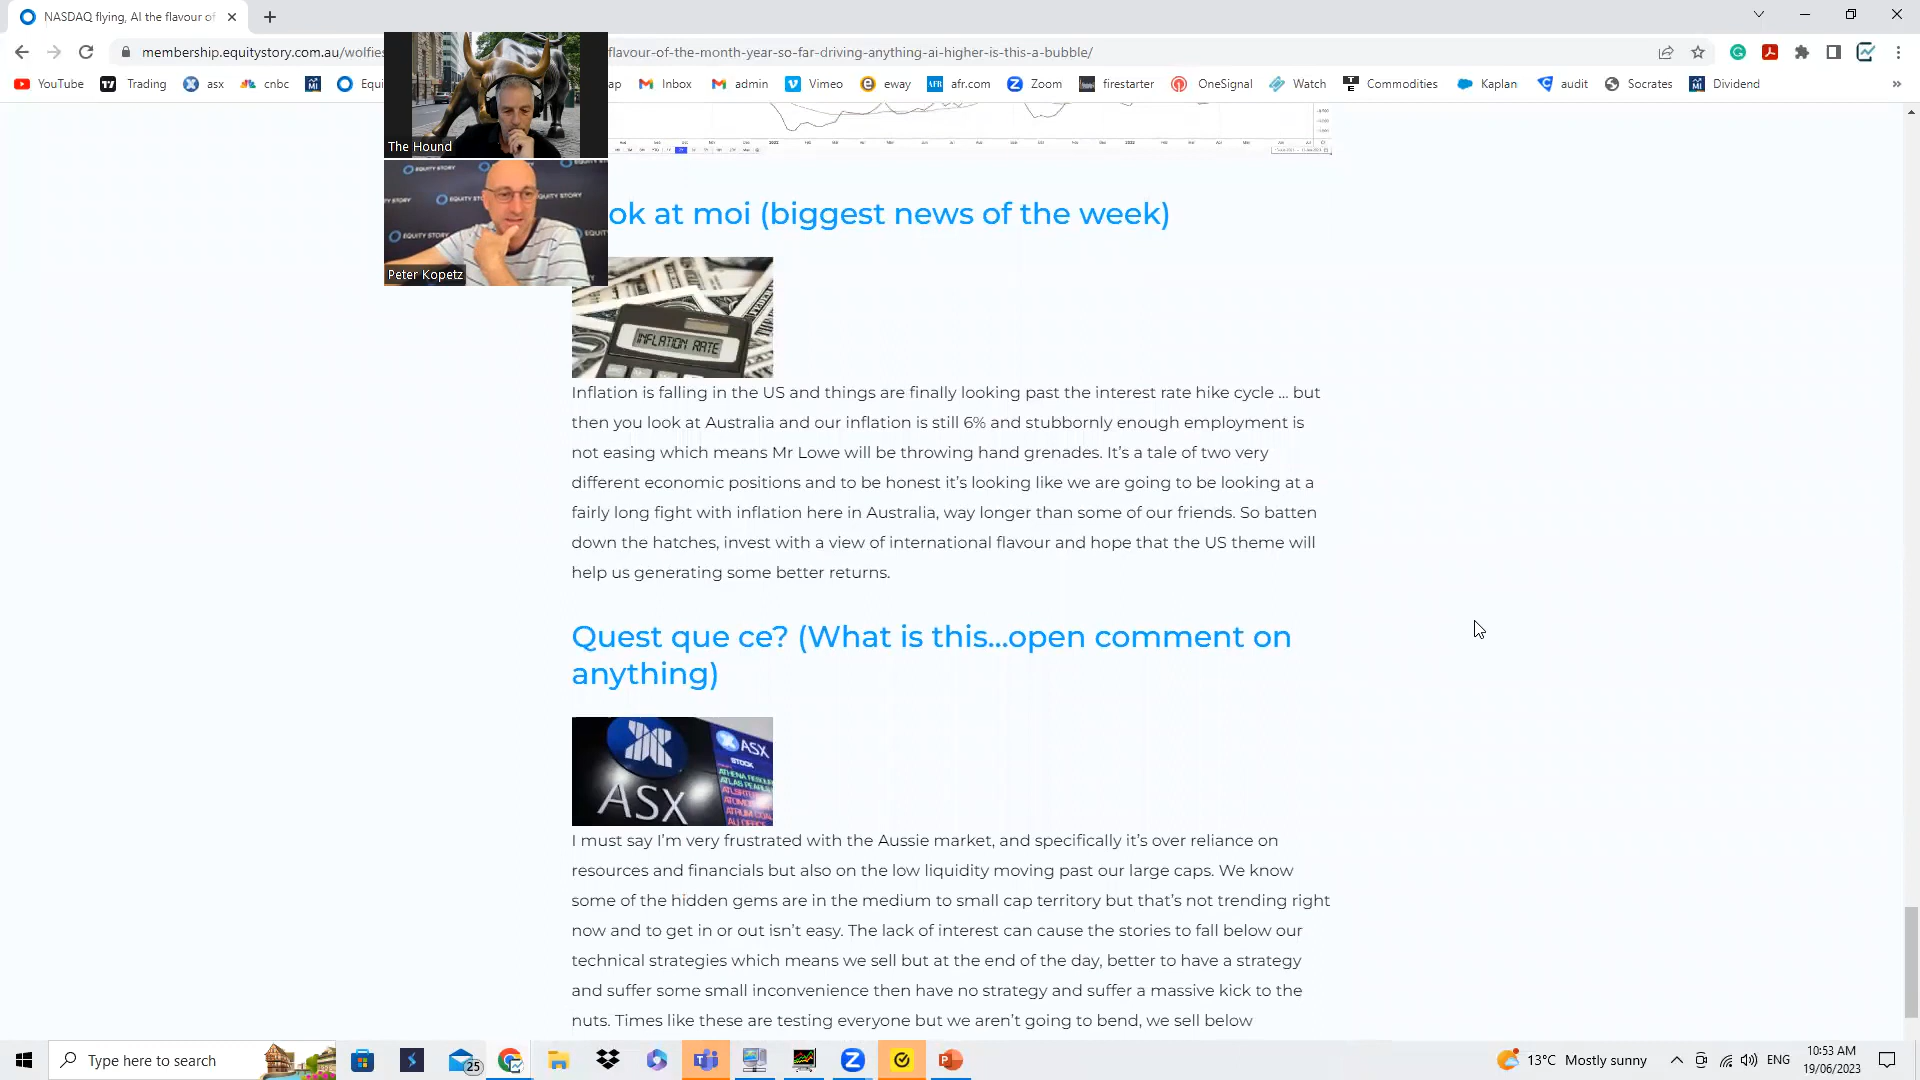 NASDAQ flying, AI the flavour of
membership.equitystory.com.au/wolfies
flavour-of-the-month-year-so-far-driving-anything-ai-higher-is-this-a-bubble/
YouTube
Trading
asx
cnbc
Equi
ap
Inbox
admin
Vimeo
eway
AFR
afr.com
Zoom
firestarter
OneSignal
Watch
Commodities
Kaplan
audit
Socrates
Dividend
The Hound
EQUITY STORY
Peter Kopetz
ok at moi (biggest news of the week)
INFLATION RATE
Inflation is falling in the US and things are finally looking past the interest rate hike cycle … but
then you look at Australia and our inflation is still 6% and stubbornly enough employment is
not easing which means Mr Lowe will be throwing hand grenades. It’s a tale of two very
different economic positions and to be honest it’s looking like we are going to be looking at a
fairly long fight with inflation here in Australia, way longer than some of our friends. So batten
down the hatches, invest with a view of international flavour and hope that the US theme will
help us generating some better returns.
Quest que ce? (What is this…open comment on
anything)
ASX
STOCK
ATLAS PEARLS
ASX
I must say I’m very frustrated with the Aussie market, and specifically it’s over reliance on
resources and financials but also on the low liquidity moving past our large caps. We know
some of the hidden gems are in the medium to small cap territory but that’s not trending right
now and to get in or out isn’t easy. The lack of interest can cause the stories to fall below our
technical strategies which means we sell but at the end of the day, better to have a strategy
and suffer some small inconvenience then have no strategy and suffer a massive kick to the
nuts. Times like these are testing everyone but we aren’t going to bend, we sell below
Type here to search
25
13°C Mostly sunny
ENG
10:53 AM
19/06/2023